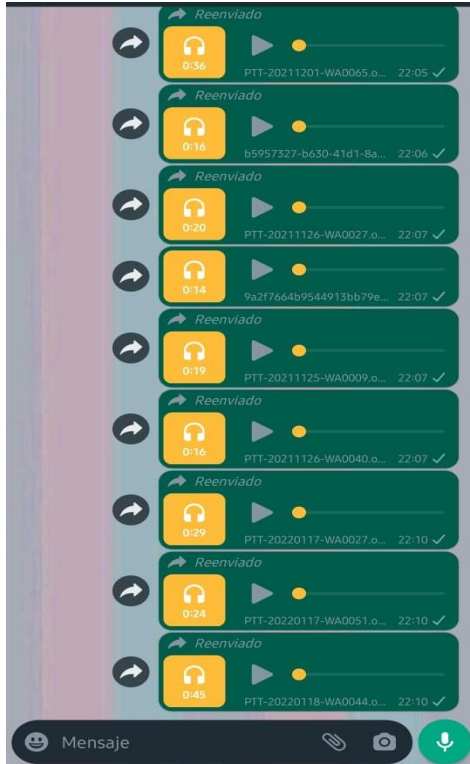 Reenviado
0:36
PTT-20211201-WA0065.o... 22:05
Reenviado
0:16
b5957327-b630-41d1-8a... 22:06
Reenviado
0:20
PTT-20211126-WA0027.o... 22:07
0:14
9a2f7664b9544913bb79e... 22:07
Reenviado
0:19
PTT-20211125-WA0009.o... 22:07
Reenviado
0:16
PTT-20211126-WA0040.o... 22:07
Reenviado
0:29
PTT-20220117-WA0027.o... 22:10
Reenviado
0:24
PTT-20220117-WA0051.o... 22:10
Reenviado
0:45
PTT-20220118-WA0044.o... 22:10
Mensaje